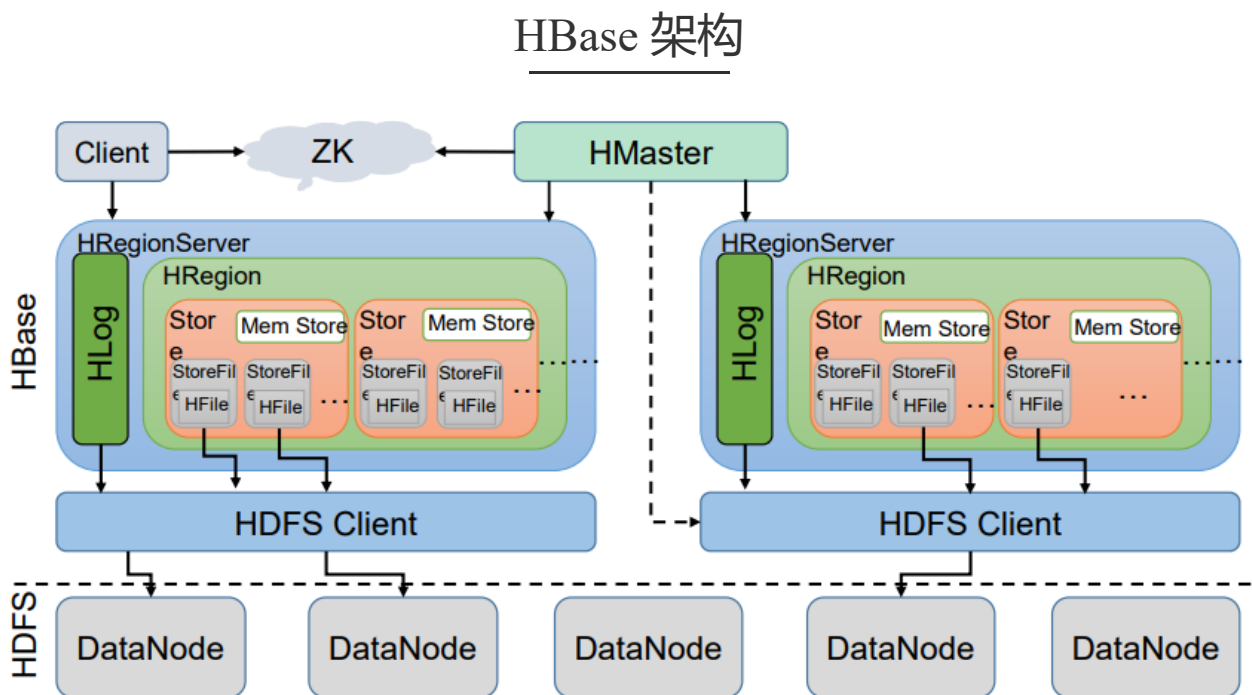 HBase 架构
Client
ZK
HMaster
HBase
HRegionServer
HLog
HRegion
Stor
e
Mem Store
StoreFil
e
HFile
StoreFil
e
HFile
...
Stor
e
Mem Store
StoreFil
e
HFile
StoreFil
e
HFile
...
......
HRegionServer
HLog
HRegion
Stor
e
Mem Store
StoreFil
e
HFile
StoreFil
e
HFile
...
Stor
e
Mem Store
StoreFil
e
HFile
...
......
HDFS Client
HDFS Client
HDFS
DataNode
DataNode
DataNode
DataNode
DataNode